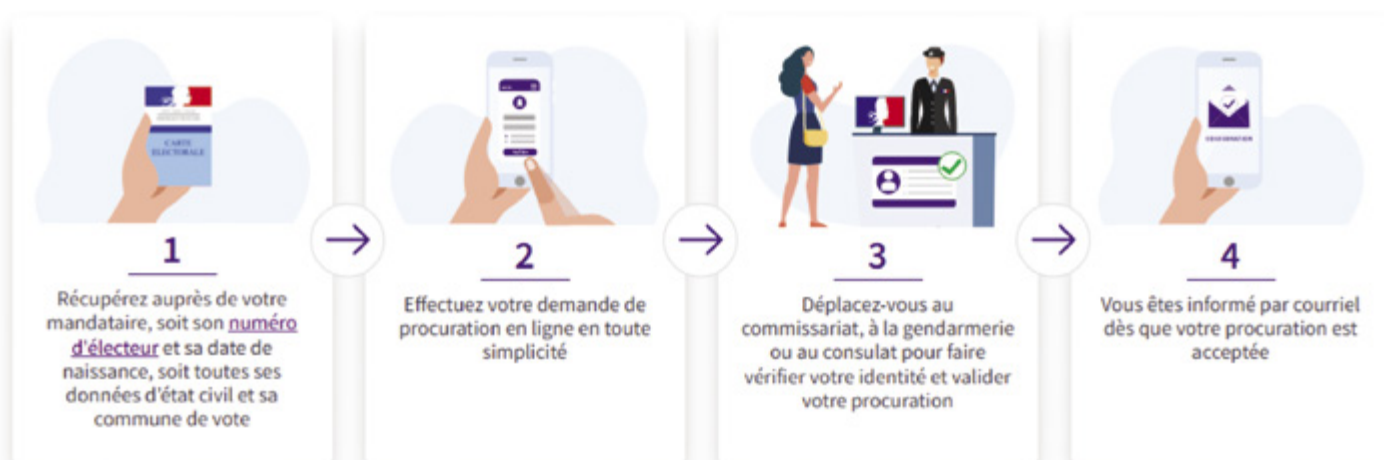 CARTE
ELECTORALE
1
Récupérez auprès de votre
mandataire, soit son numéro
d'électeur et sa date de
naissance, soit toutes ses
données d'état civil et sa
commune de vote
2
Effectuez votre demande de
procuration en ligne en toute
simplicité
3
Déplacez-vous au
commissariat, à la gendarmerie
ou au consulat pour faire
vérifier votre identité et valider
votre procuration
4
Vous êtes informé par courriel
dès que votre procuration est
acceptée